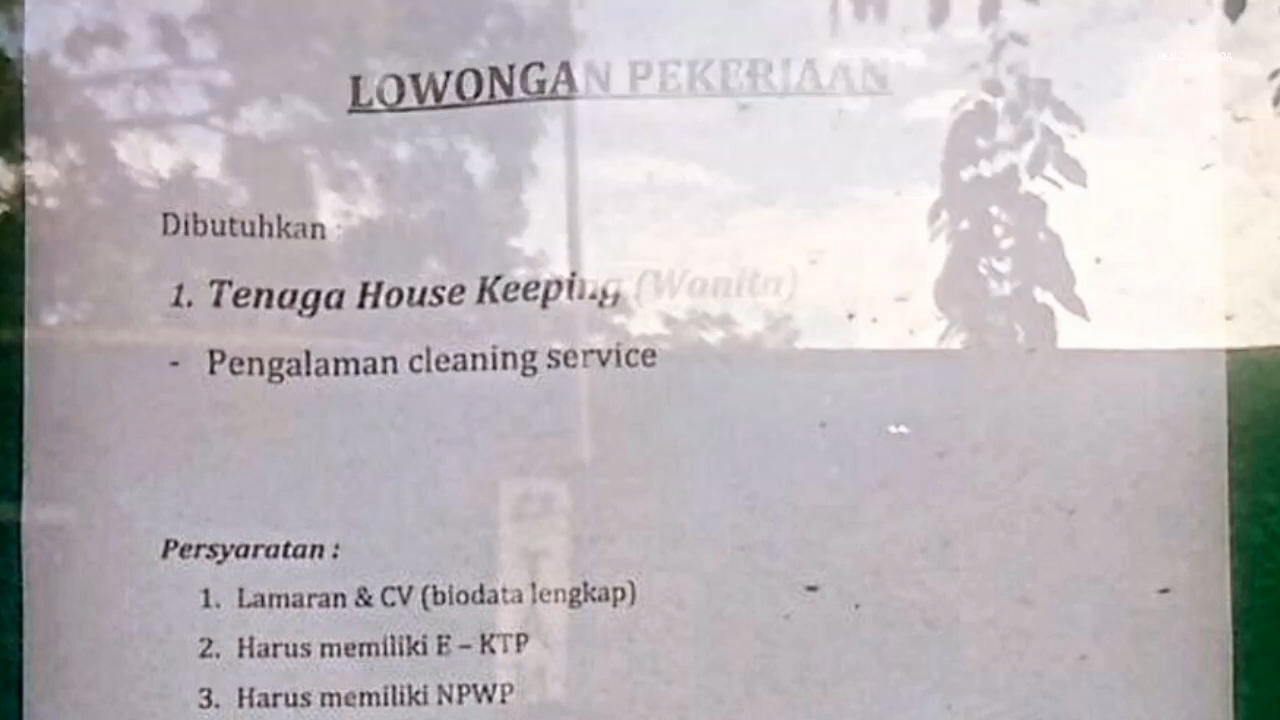 LOWONGAN PEKERJAAN
Dibutuhkan :
1. Tenaga House Keeping (Wanita)
- Pengalaman cleaning service
Persyaratan :
1. Lamaran & CV (biodata lengkap)
2. Harus memiliki E – KTP
3. Harus memiliki NPWP